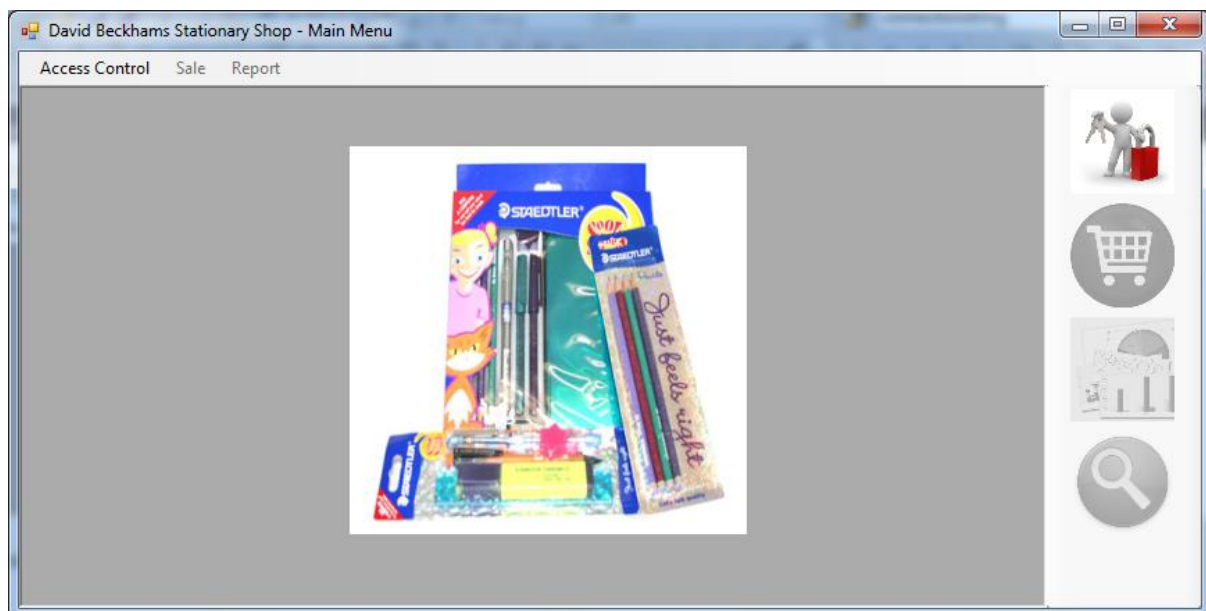 David Beckhams Stationary Shop - Main Menu
Access Control Sale Report
STAEDTLER
STAEDTLER
Just feels right
STAEDTLER